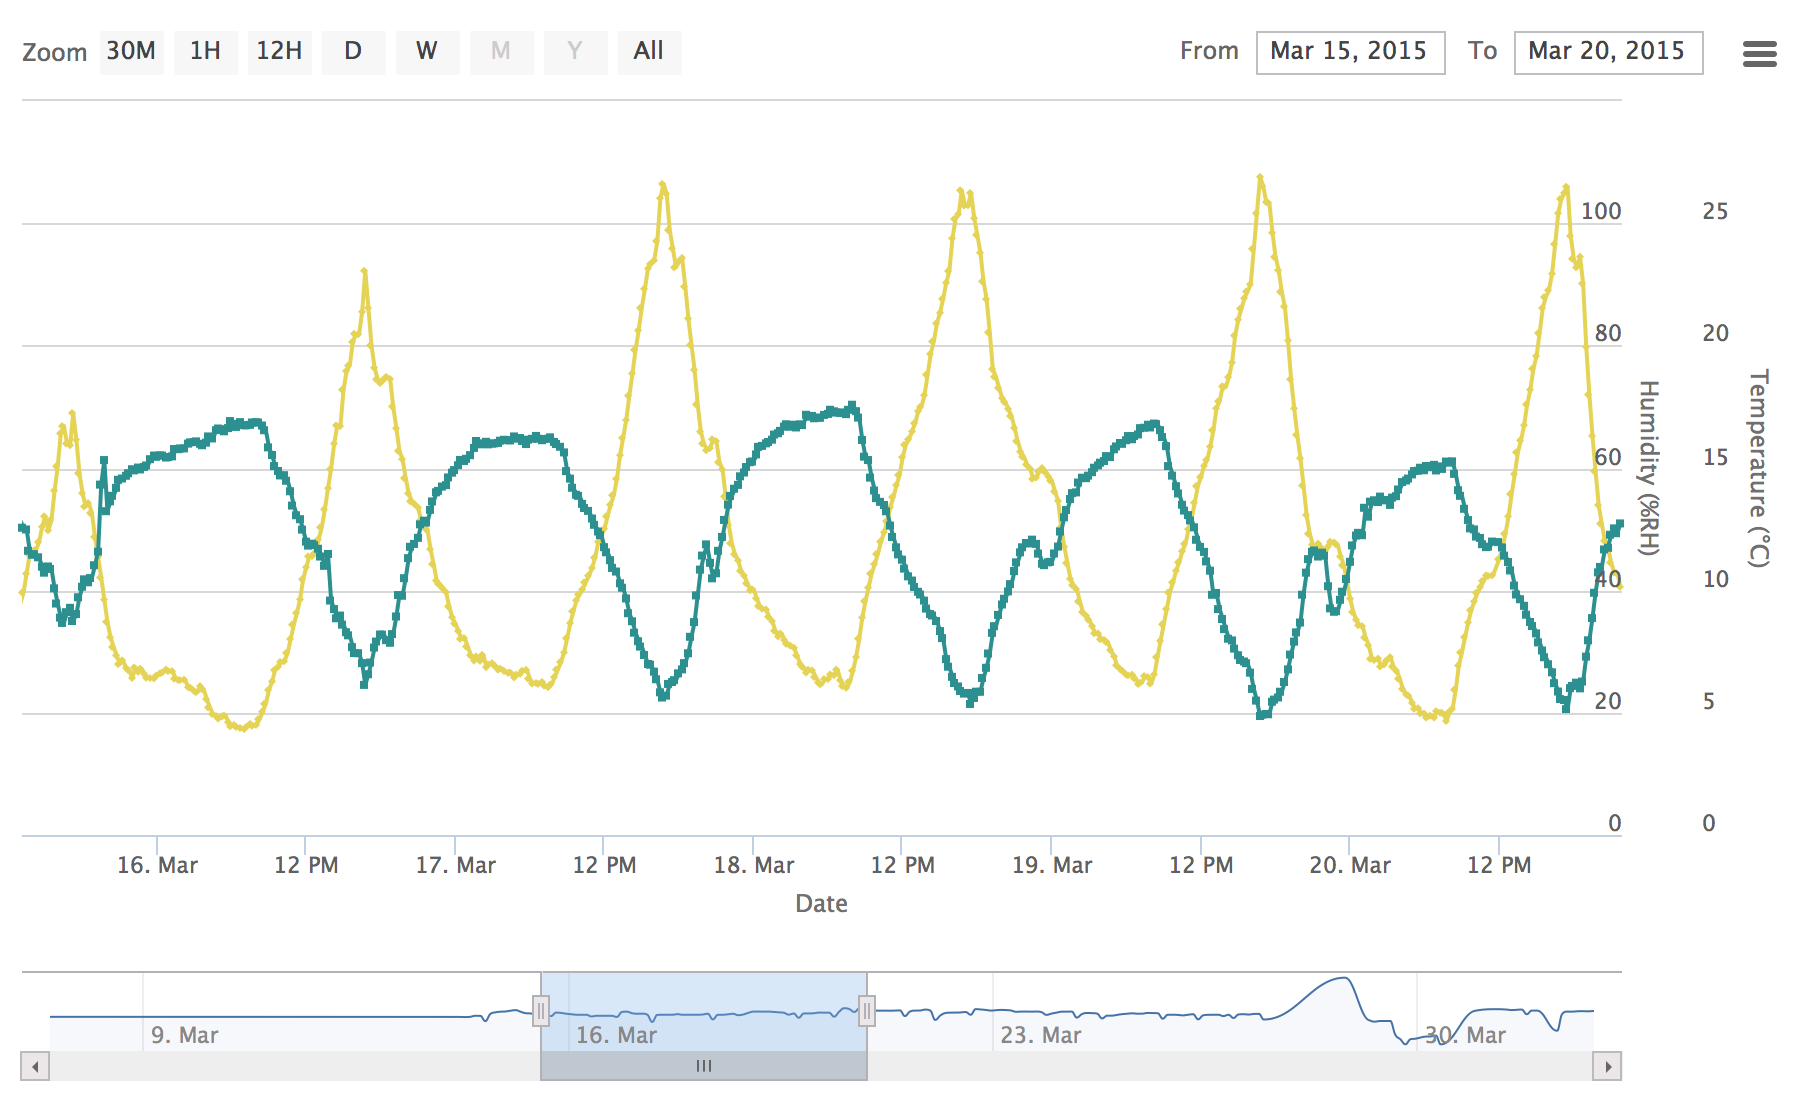 Zoom 30M 1H 12H D W M Y All From Mar 15, 2015 To Mar 20, 2015
100 25
80 20
60 15
40 10
20 5
0 0
Humidity (%RH)
Temperature (°C)
16. Mar 12 PM 17. Mar 12 PM 18. Mar 12 PM 19. Mar 12 PM 20. Mar 12 PM
Date
9. Mar 16. Mar 23. Mar 30. Mar